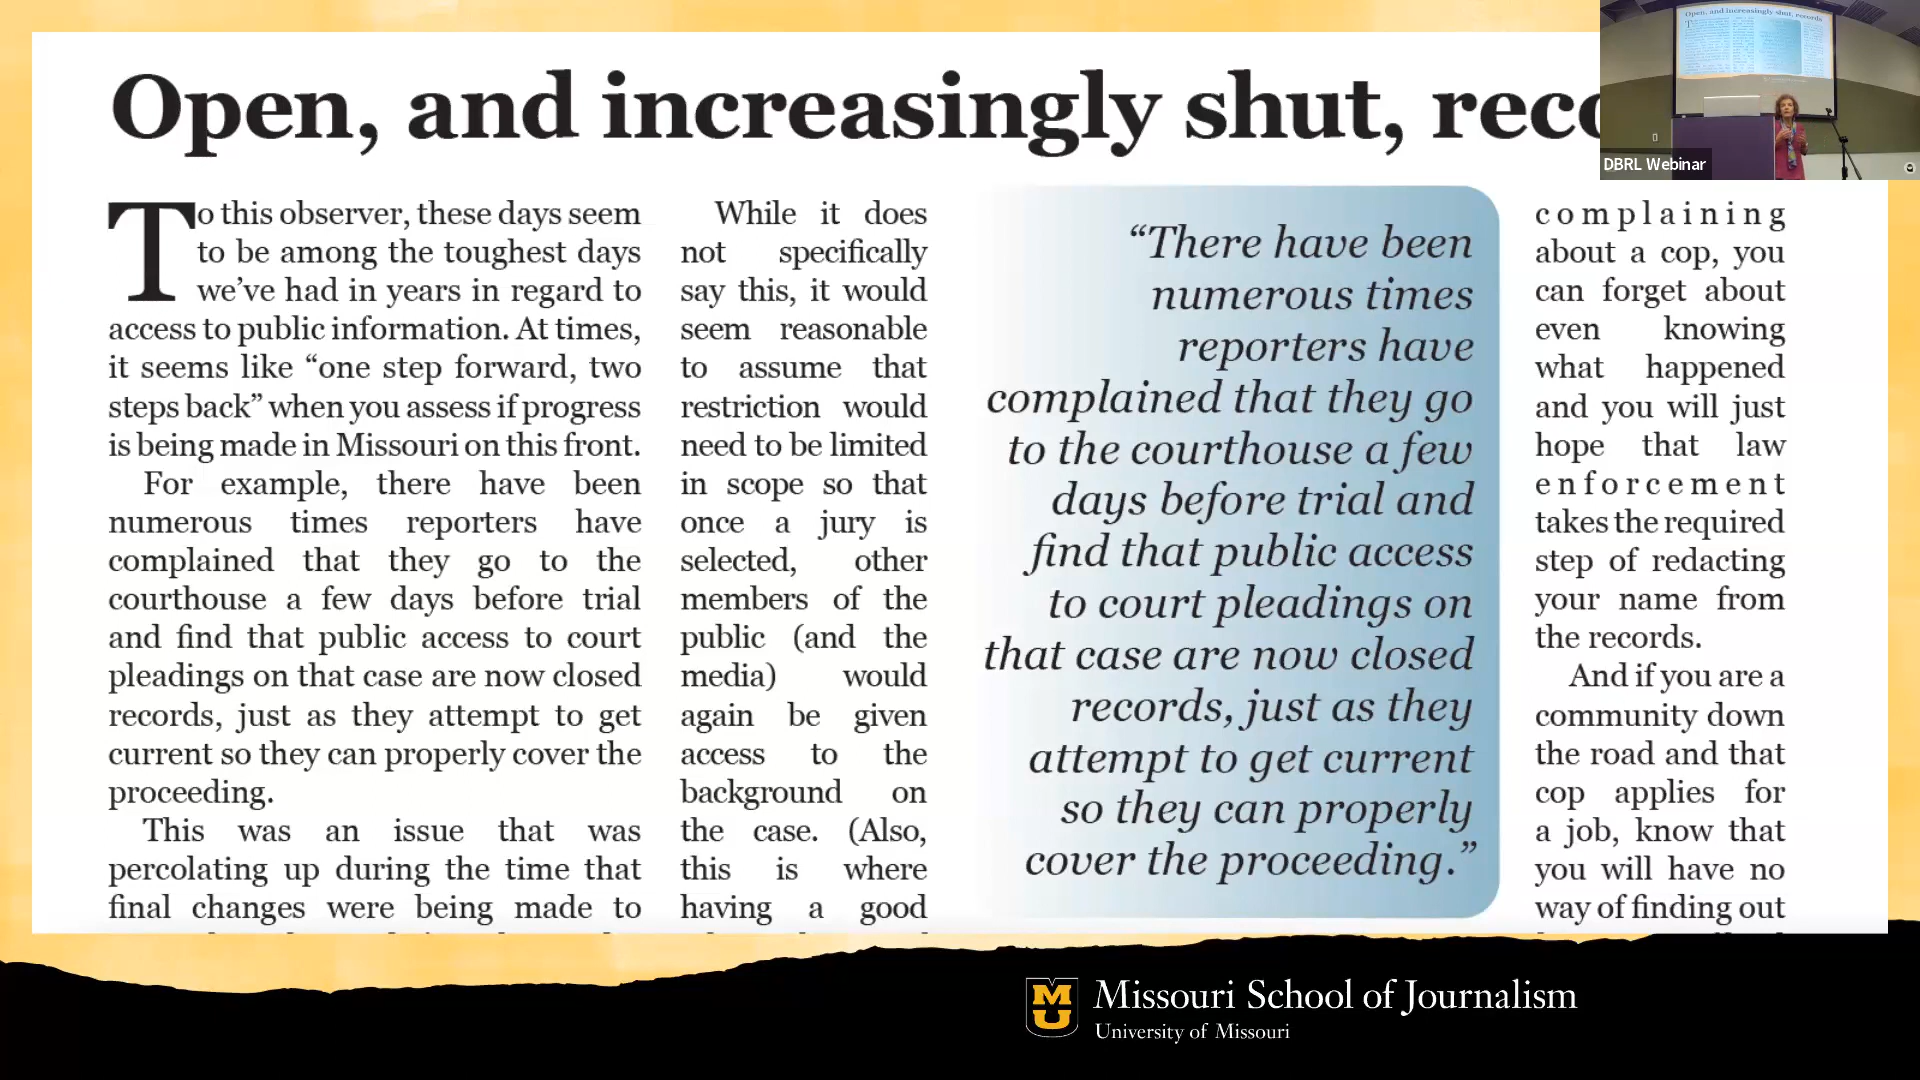 Open, and increasingly shut, reco
To this observer, these days seem
to be among the toughest days
we’ve had in years in regard to
access to public information. At times,
it seems like “one step forward, two
steps back” when you assess if progress
is being made in Missouri on this front.
For example, there have been
numerous times reporters have
complained that they go to the
courthouse a few days before trial
and find that public access to court
pleadings on that case are now closed
records, just as they attempt to get
current so they can properly cover the
proceeding.
This was an issue that was
percolating up during the time that
final changes were being made to
While it does
not specifically
say this, it would
seem reasonable
to assume that
restriction would
need to be limited
in scope so that
once a jury is
selected, other
members of the
public (and the
media) would
again be given
access to the
background on
the case. (Also,
this is where
having a good
“There have been
numerous times
reporters have
complained that they go
to the courthouse a few
days before trial and
find that public access
to court pleadings on
that case are now closed
records, just as they
attempt to get current
so they can properly
cover the proceeding.”
complaining
about a cop, you
can forget about
even knowing
what happened
and you will just
hope that law
enforcement
takes the required
step of redacting
your name from
the records.
And if you are a
community down
the road and that
cop applies for
a job, know that
you will have no
way of finding out
Open, and increasingly shut, records
DBRL Webinar
MU
Missouri School of Journalism
University of Missouri